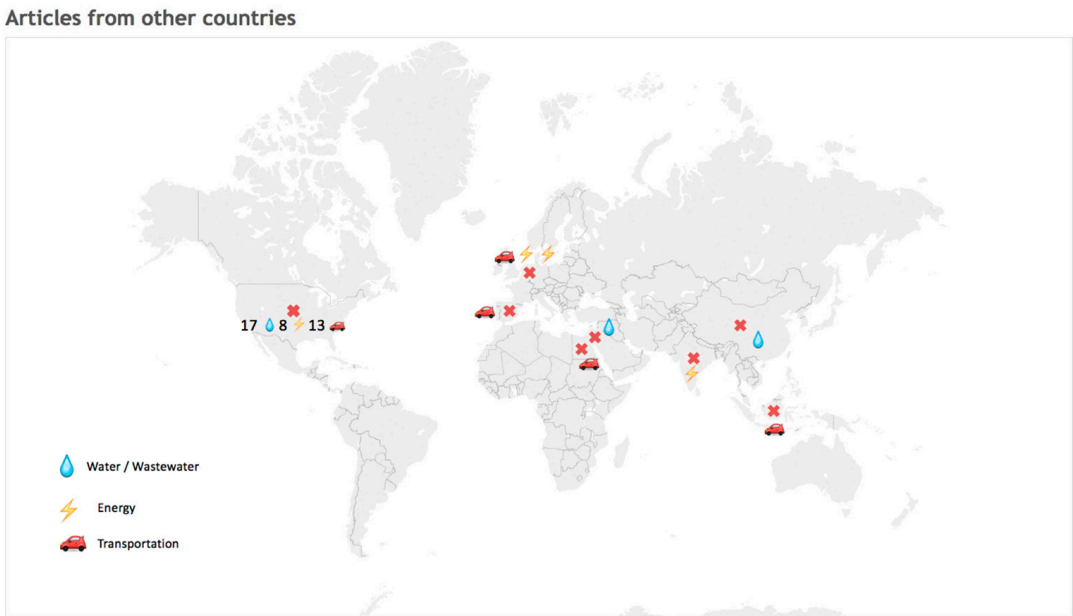 Articles from other countries
17 8 13
Water / Wastewater
Energy
Transportation